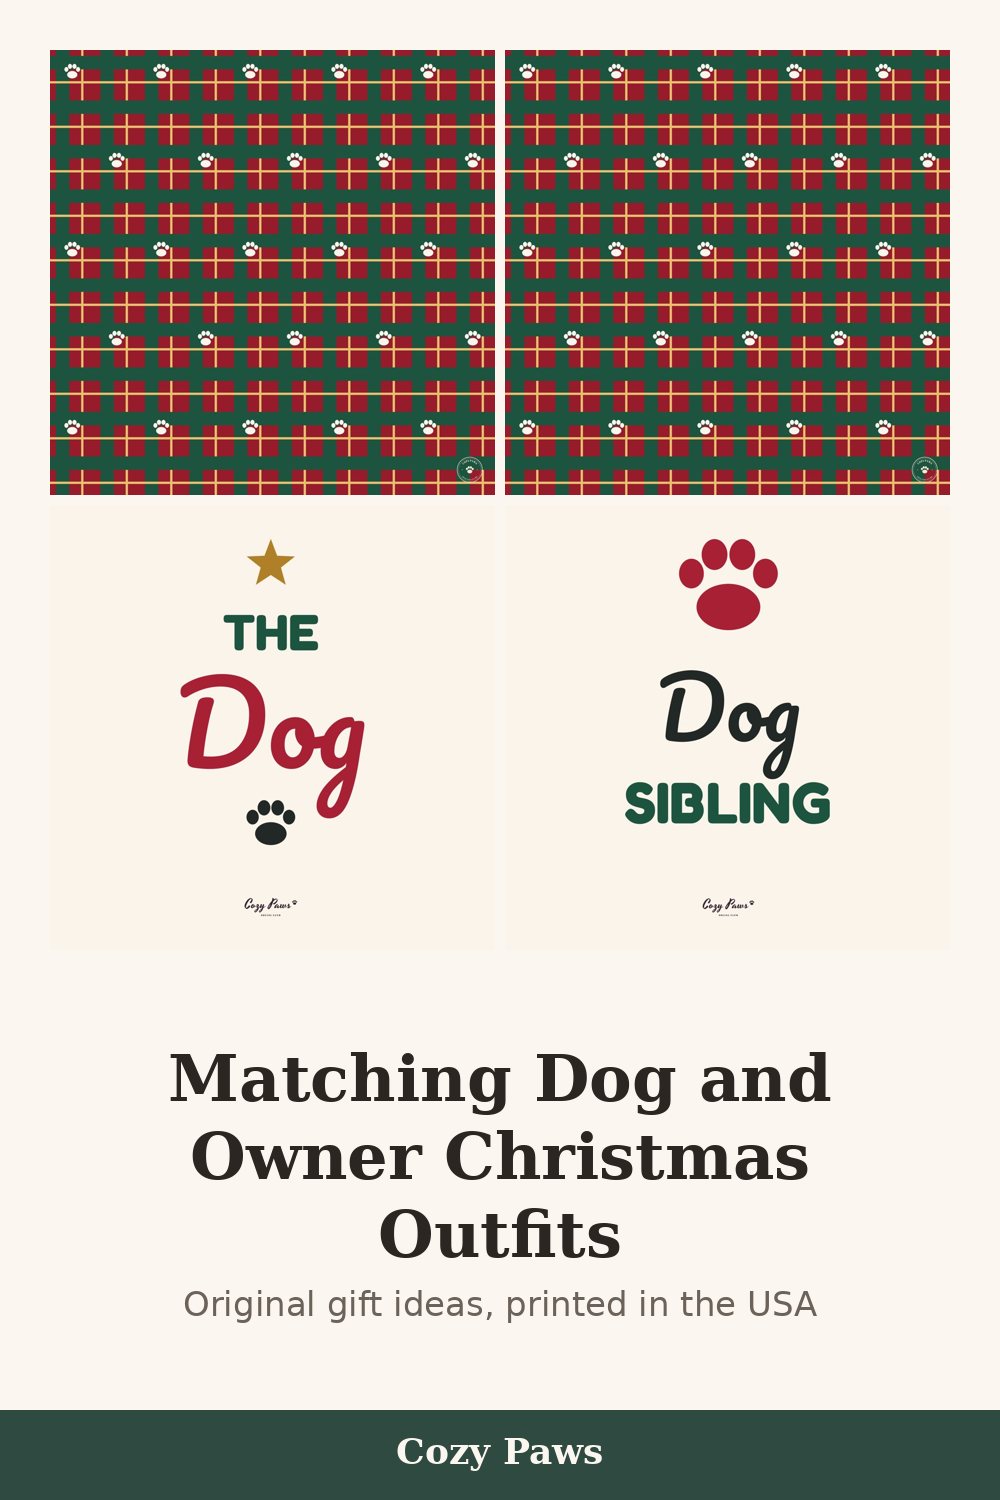 THE
Dog
Cozy Paws
Dog
SIBLING
Cozy Paws
Matching Dog and
Owner Christmas
Outfits
Original gift ideas, printed in the USA
Cozy Paws